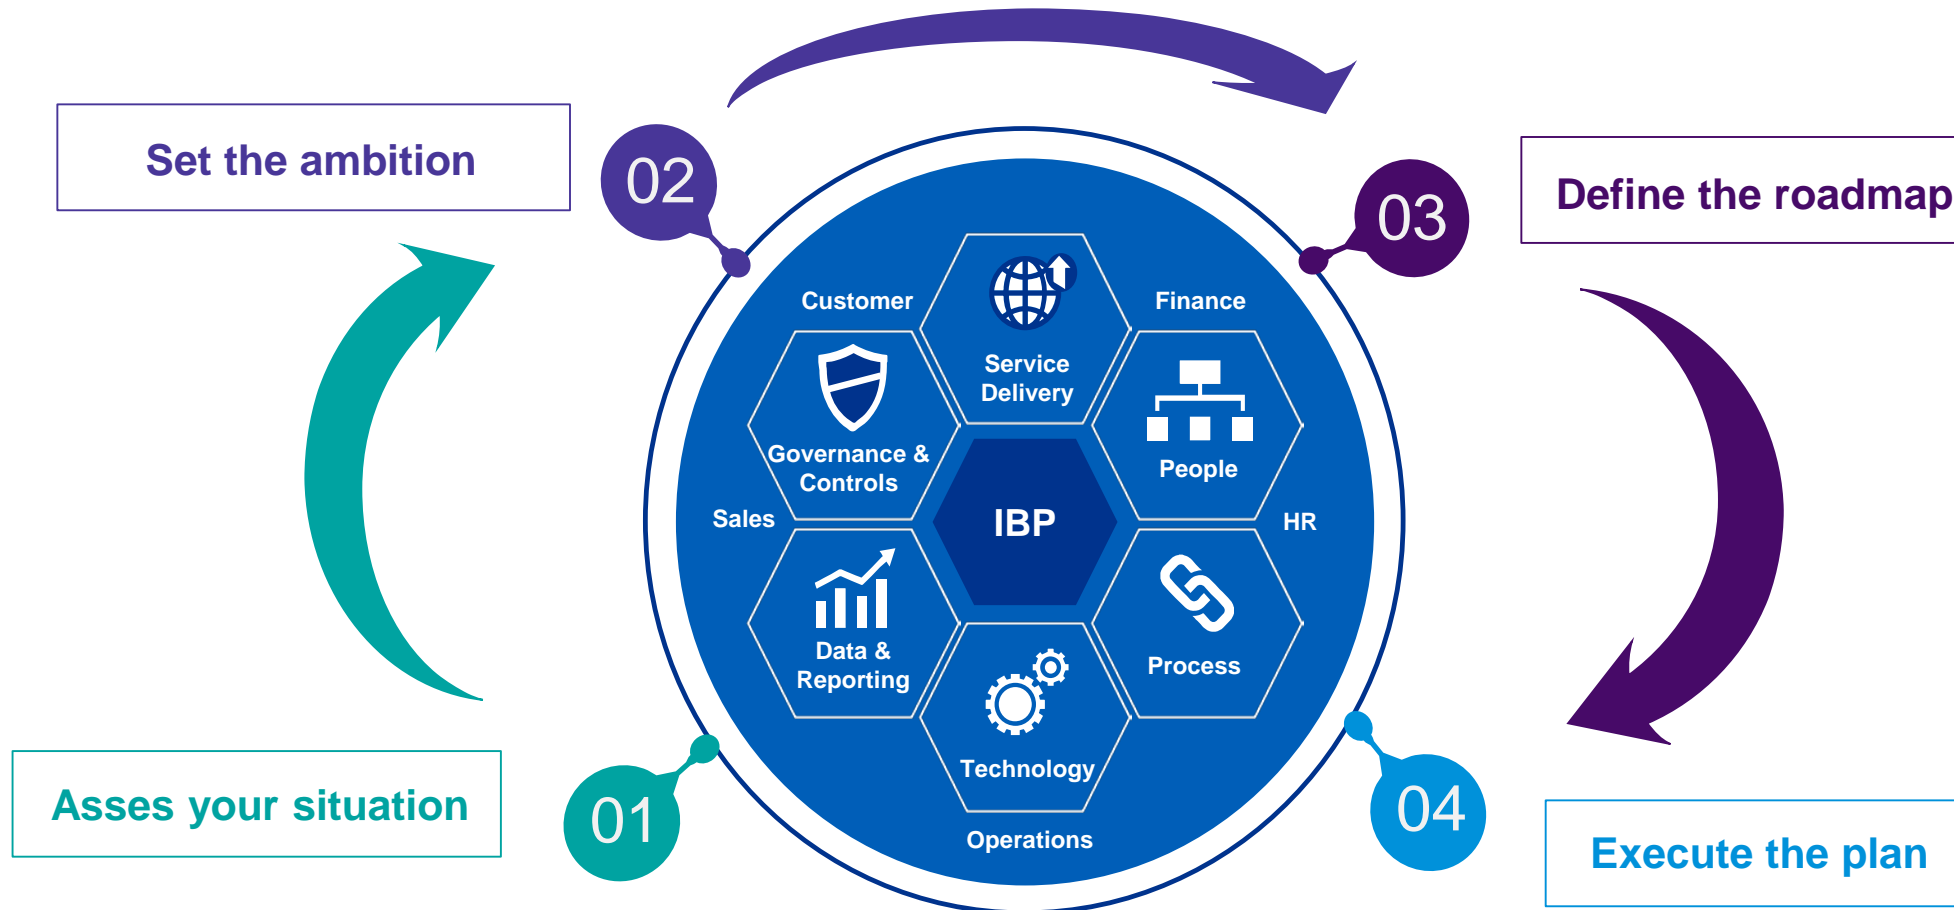 Set the ambition
02
03
Define the roadmap
Customer
Finance
Service
Delivery
Governance &
Controls
People
Sales
IBP
HR
Data &
Reporting
Process
Technology
Operations
Asses your situation
01
04
Execute the plan